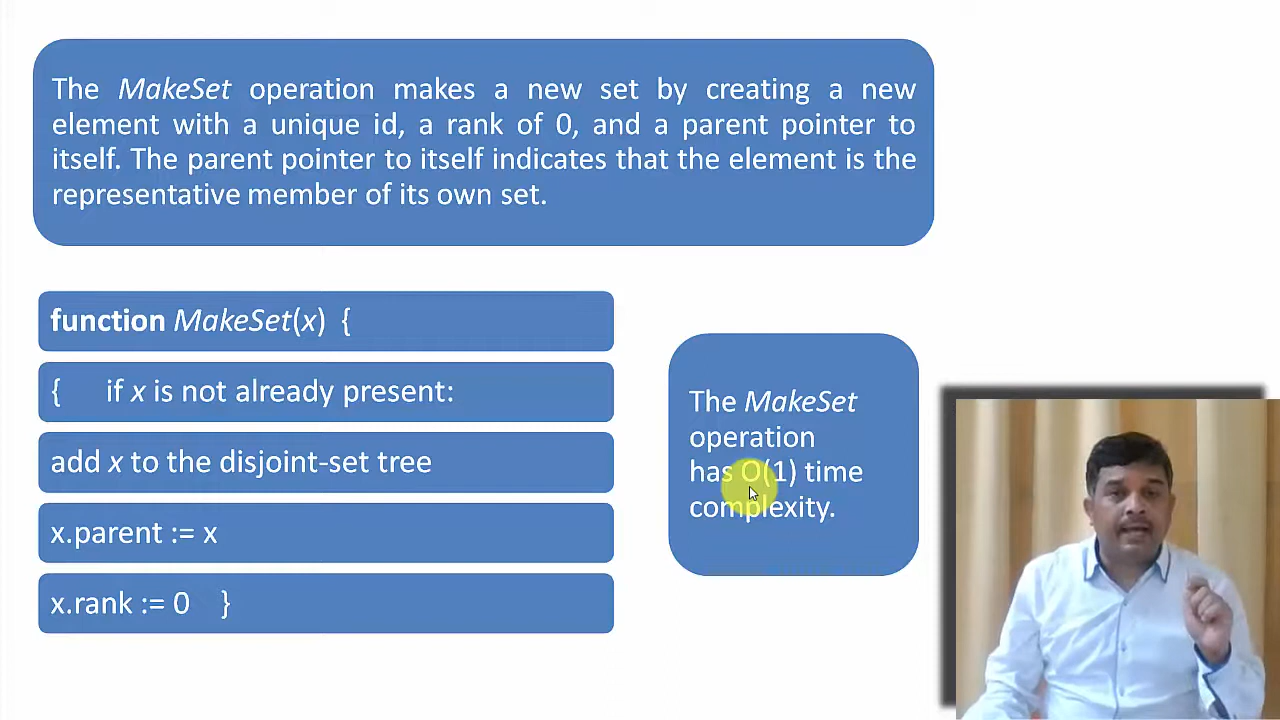 The MakeSet operation makes a new set by creating a new
element with a unique id, a rank of 0, and a parent pointer to
itself. The parent pointer to itself indicates that the element is the
representative member of its own set.
function MakeSet(x) {
{ if x is not already present:
add x to the disjoint-set tree
x.parent := x
x.rank := 0 }
The MakeSet
operation
has O(1) time
complexity.